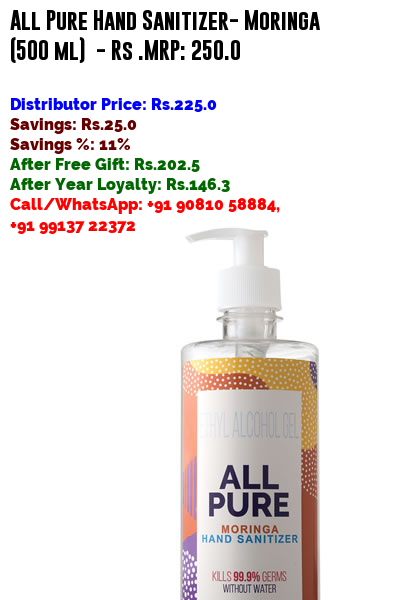 All Pure Hand Sanitizer- Moringa
(500 ml)  - Rs .MRP: 250.0
Distributor Price: Rs.225.0
Savings: Rs.25.0
Savings %: 11%
After Free Gift: Rs.202.5
After Year Loyalty: Rs.146.3
Call/WhatsApp: +91 90810 58884,
+91 99137 22372
ETHYL ALCOHOL GEL
ALL
PURE
MORINGA
HAND SANITIZER
KILLS 99.9% GERMS
WITHOUT WATER